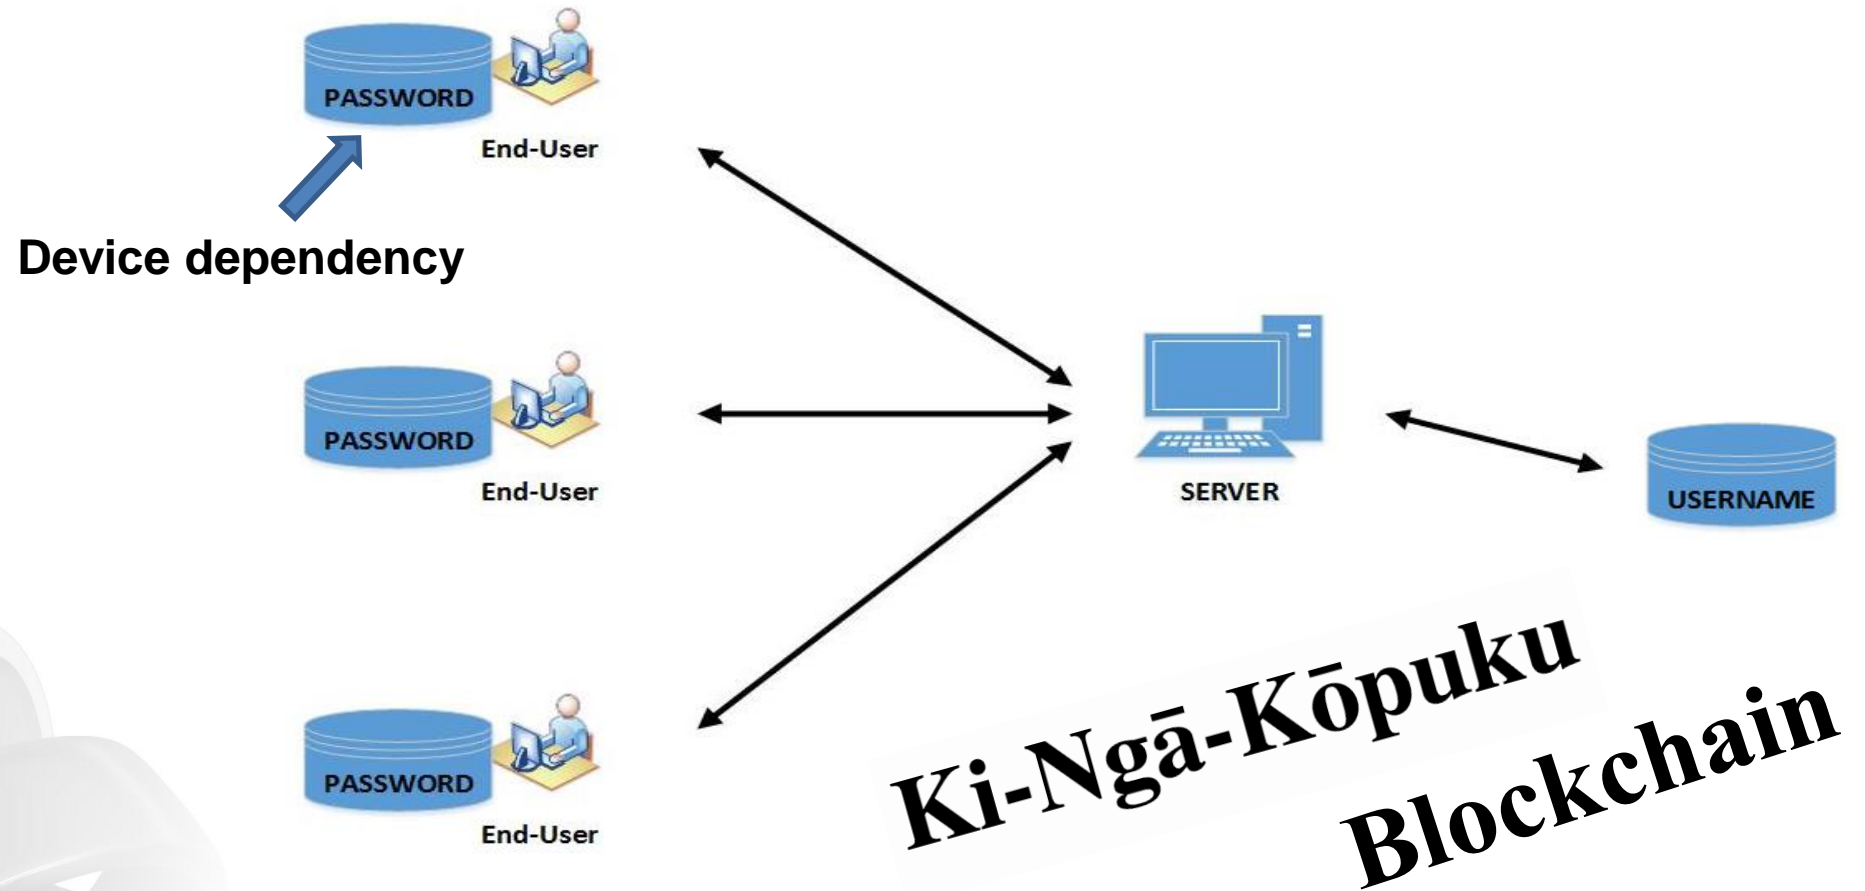 PASSWORD
End-User
Device dependency
PASSWORD
End-User
SERVER
USERNAME
PASSWORD
End-User
Ki-Ngā-Kōpuku
Blockchain